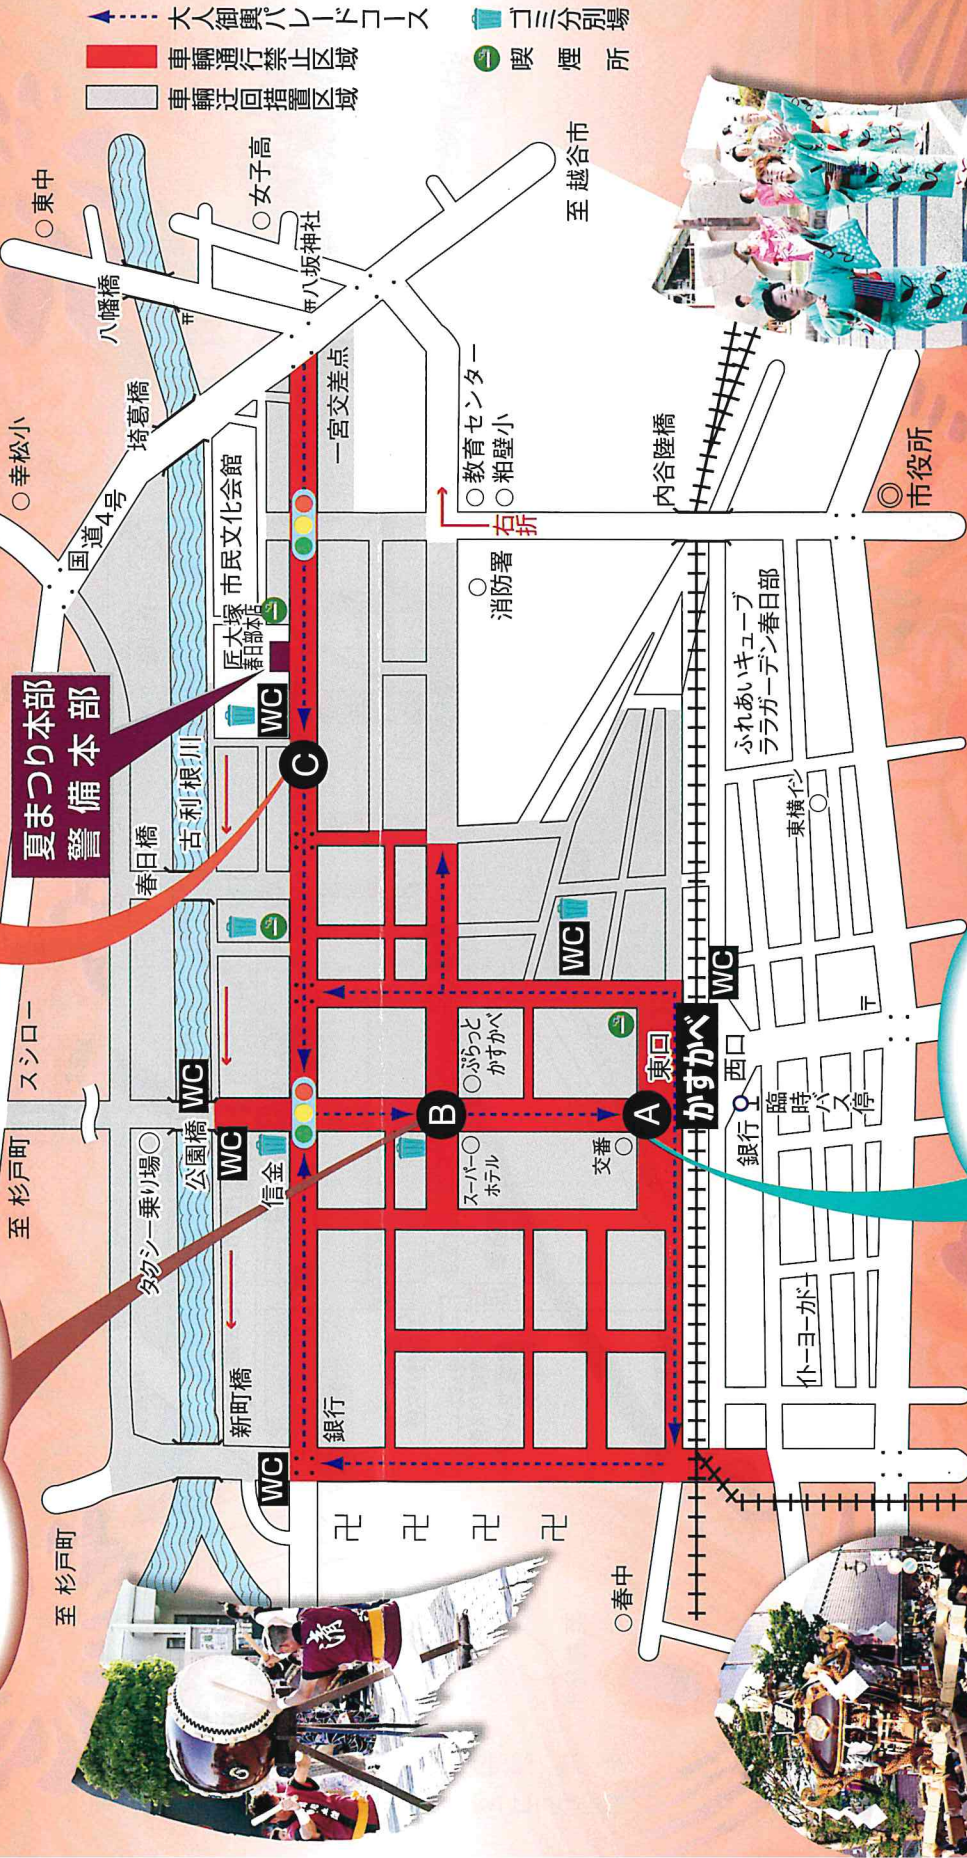 大人御輿パレードコース
車輛通行禁止区域
車輛迂回措置区域
ゴミ分別場
喫煙所
至 杉戸町
至 杉戸町
スシロー
夏まつり本部
警備本部
国道4号
○幸松小
○東中
タクシー乗り場○
公園橋
春日橋
古利根川
埼葛橋
八幡橋
○女子高
新町橋
WC
WC
WC
WC
信金
匠大塚
春日部本店
市民文化会館
八坂神社
C
銀行
一宮交差点
至 越谷市
卍
卍
卍
卍
B
スーパー○
ホテル
○ぷらっと
かすかべ
WC
消防署
右折
○教育センター
○粕壁小
○春中
交番
A
東口
かすかべ
西口
WC
内谷陸橋
銀行
臨時バス停
〒
イトーヨーカドー
東横イン
ふれあいキューブ
ララガーデン春日部
◎市役所